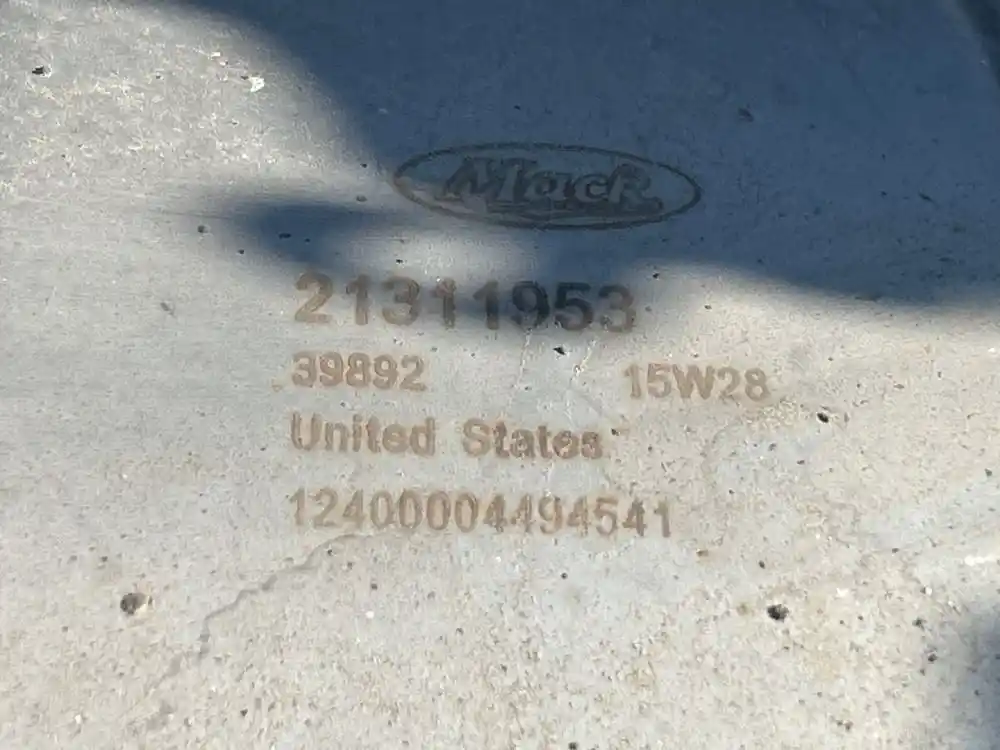 Mack
21311953
39892 15W28
United States
12400004494541